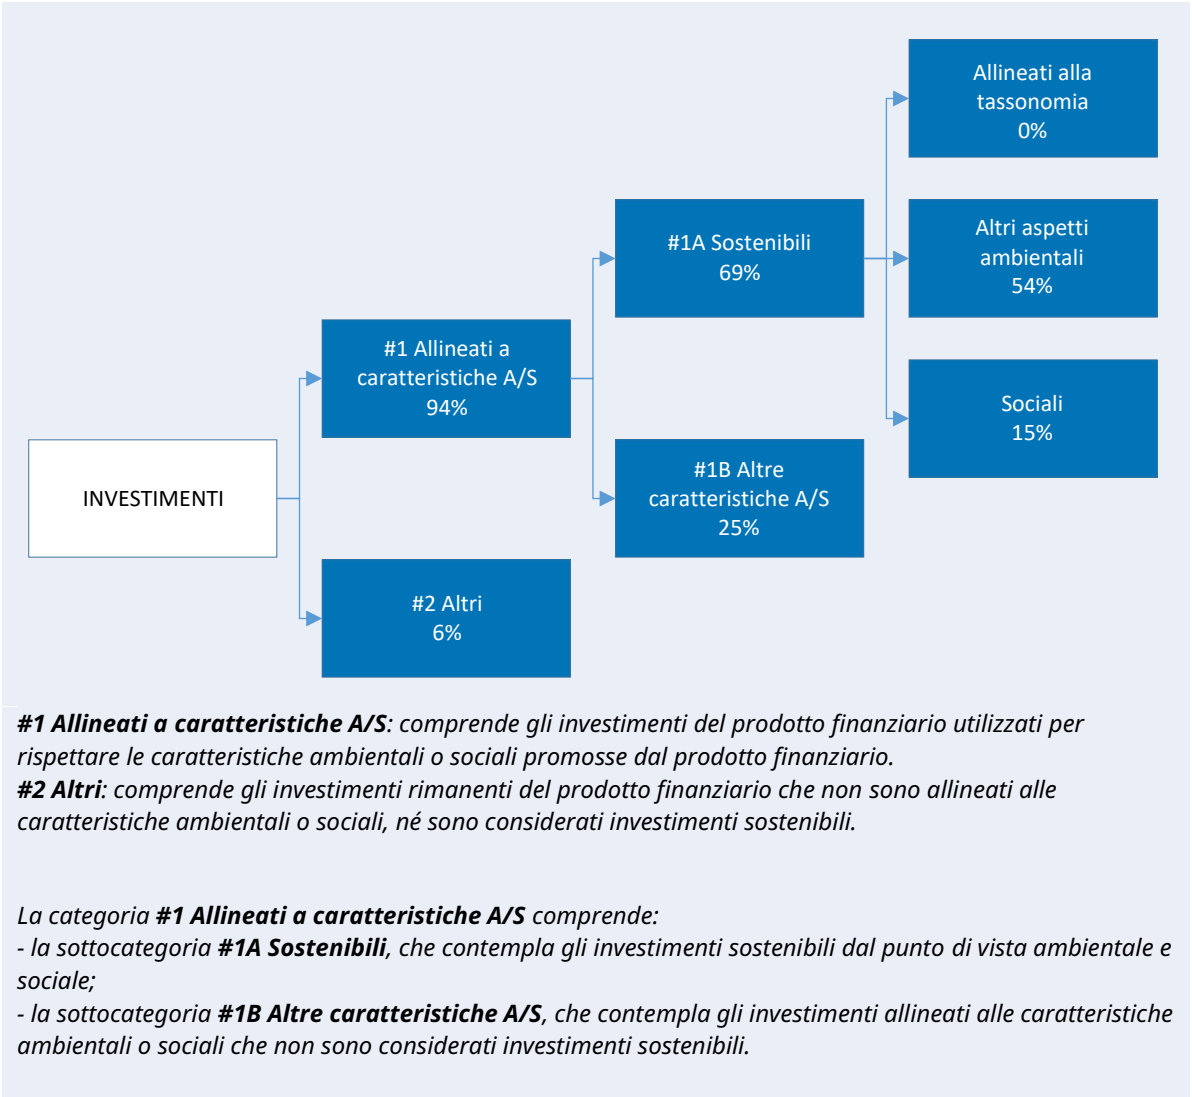 Allineati alla
tassonomia
0%
#1A Sostenibili
69%
Altri aspetti
ambientali
54%
#1 Allineati a
caratteristiche A/S
94%
Sociali
15%
INVESTIMENTI
#1B Altre
caratteristiche A/S
25%
#2 Altri
6%
#1 Allineati a caratteristiche A/S: comprende gli investimenti del prodotto finanziario utilizzati per
rispettare le caratteristiche ambientali o sociali promosse dal prodotto finanziario.
#2 Altri: comprende gli investimenti rimanenti del prodotto finanziario che non sono allineati alle
caratteristiche ambientali o sociali, né sono considerati investimenti sostenibili.
La categoria #1 Allineati a caratteristiche A/S comprende:
- la sottocategoria #1A Sostenibili, che contempla gli investimenti sostenibili dal punto di vista ambientale e
sociale;
- la sottocategoria #1B Altre caratteristiche A/S, che contempla gli investimenti allineati alle caratteristiche
ambientali o sociali che non sono considerati investimenti sostenibili.